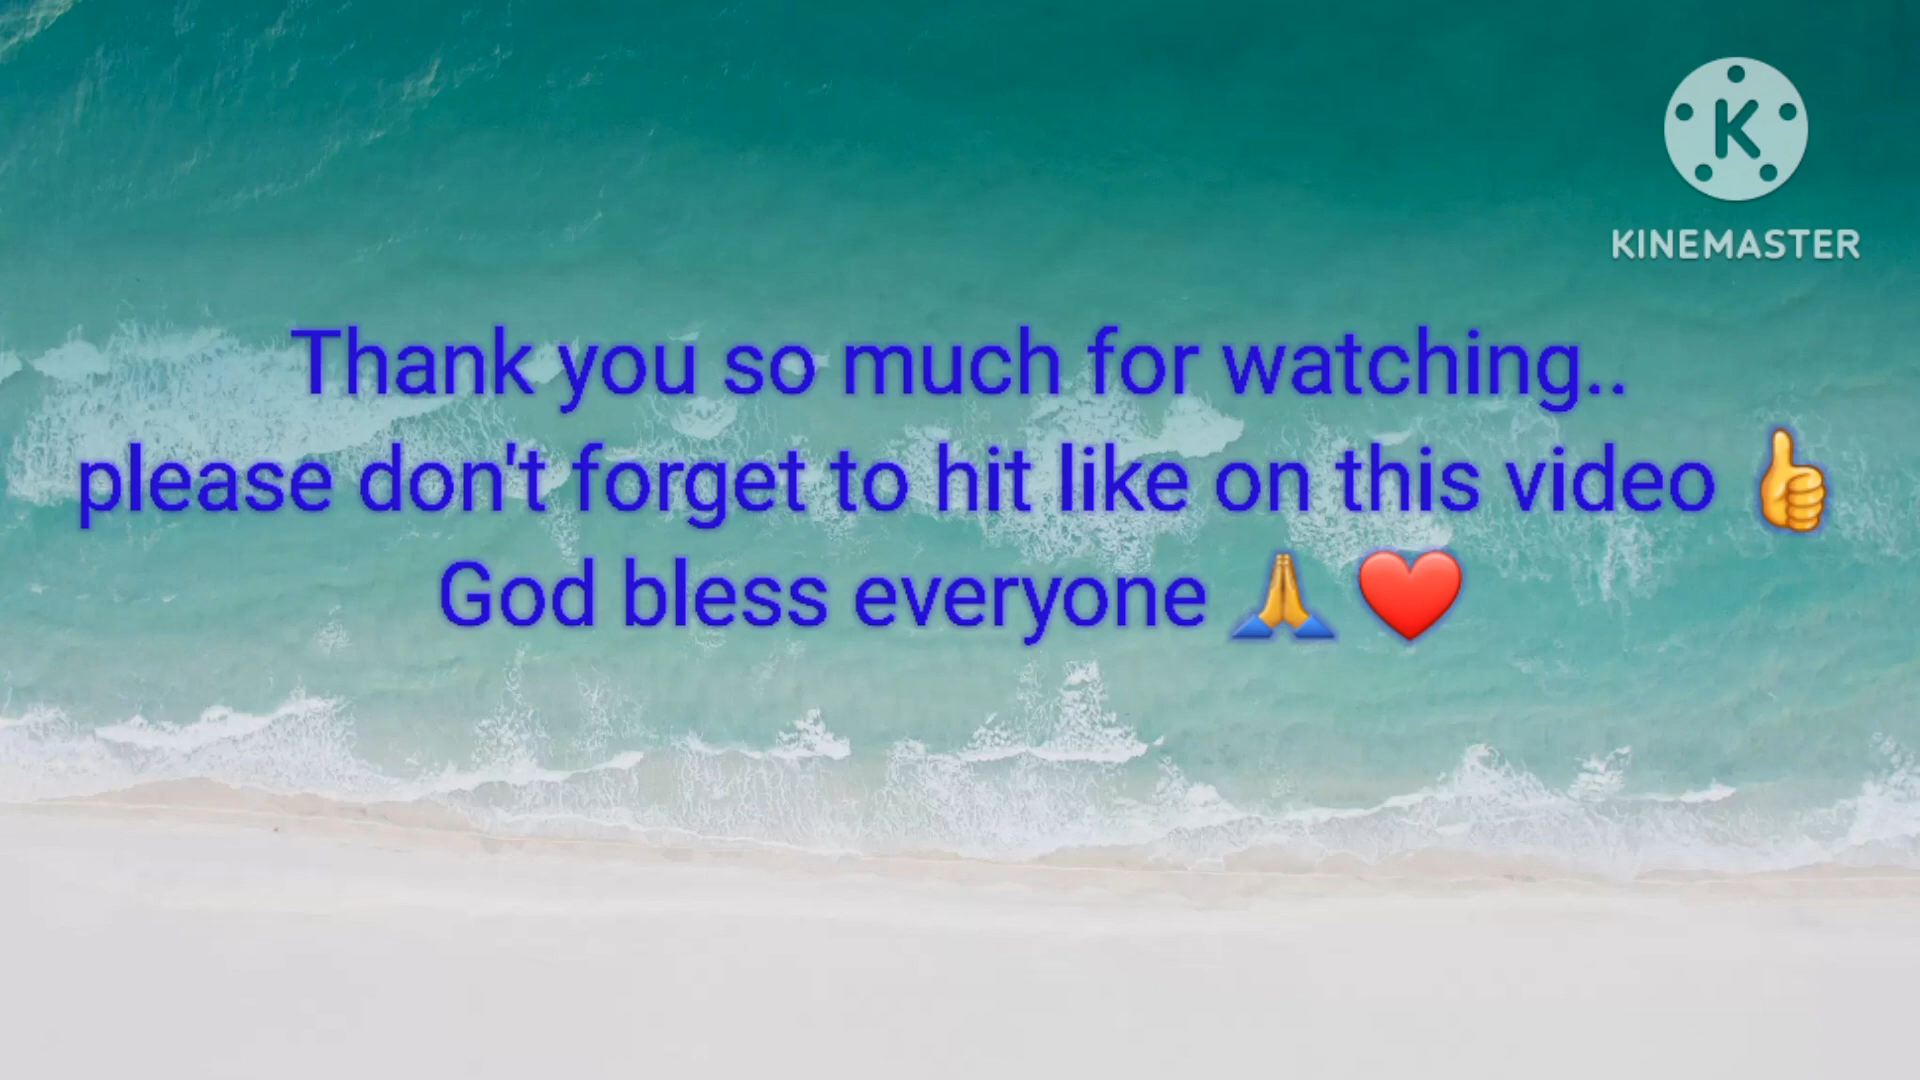 K
KINEMASTER
Thank you so much for watching..
please don't forget to hit like on this video 👍
God bless everyone 🙏 ❤️